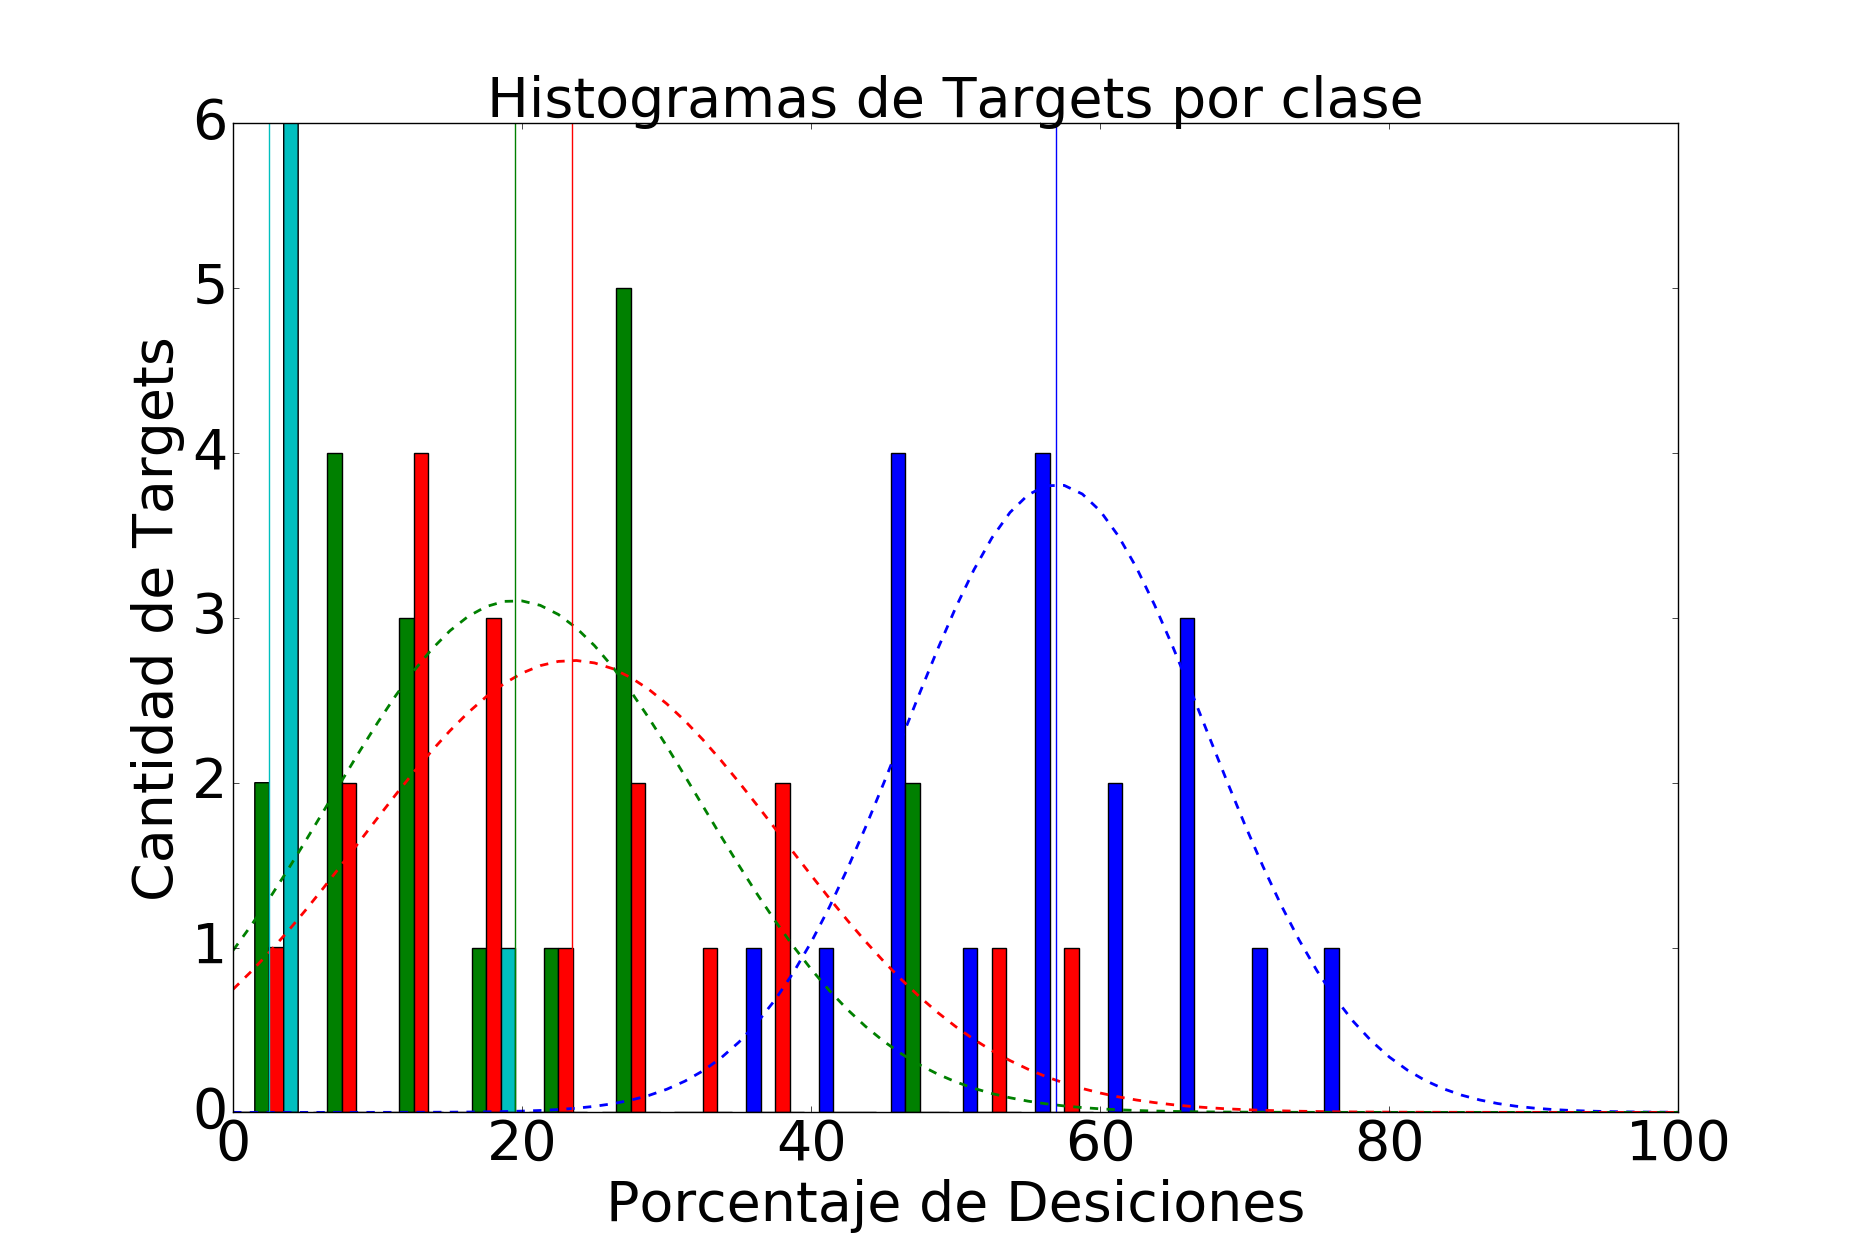 Histogramas de Targets por clase
6
5
4
3
2
1
0
Cantidad de Targets
0 20 40 60 80 100
Porcentaje de Desiciones